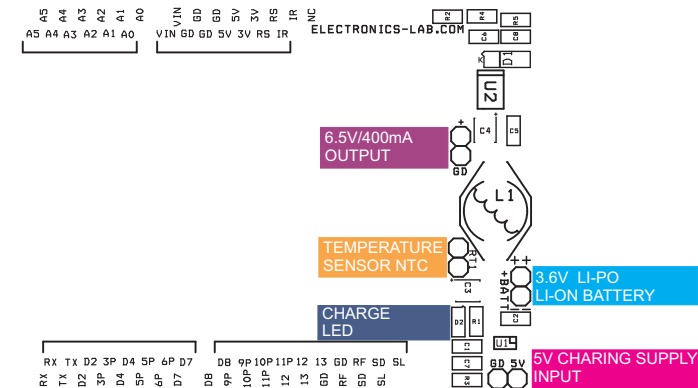 A5 A4 A3 A2 A1 A0
VIN GD GD 5V 3V RS IR NC
A5 A4 A3 A2 A1 A0
VIN GD GD 5V 3V RS IR
ELECTRONICS-LAB.COM
R2 R4 R5
C6 C8
K D1
U2
+
C4 C5
6.5V/400mA
OUTPUT
GD
L1
TEMPERATURE
SENSOR NTC
RT1
C3
+BATT
++
3.6V LI-PO
LI-ON BATTERY
CHARGE
LED
D2 R1
C2
C1
U1
C7
R3
GD 5V
5V CHARING SUPPLY
INPUT
RX TX D2 3P D4 5P 6P D7
D8 9P 10P 11P 12 13 GD RF SD SL
RX TX D2 3P D4 5P 6P D7
D8 9P 10P 11P 12 13 GD RF SD SL